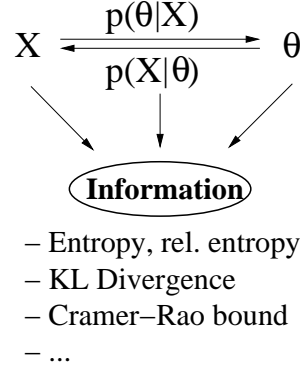 p(θ|X)
X θ
p(X|θ)
Information
– Entropy, rel. entropy
– KL Divergence
– Cramer–Rao bound
– ...